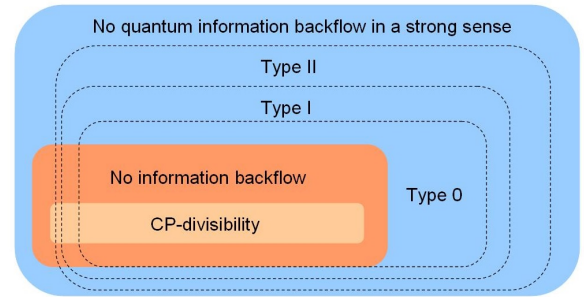 No quantum information backflow in a strong sense
Type II
Type I
No information backflow
Type 0
CP-divisibility